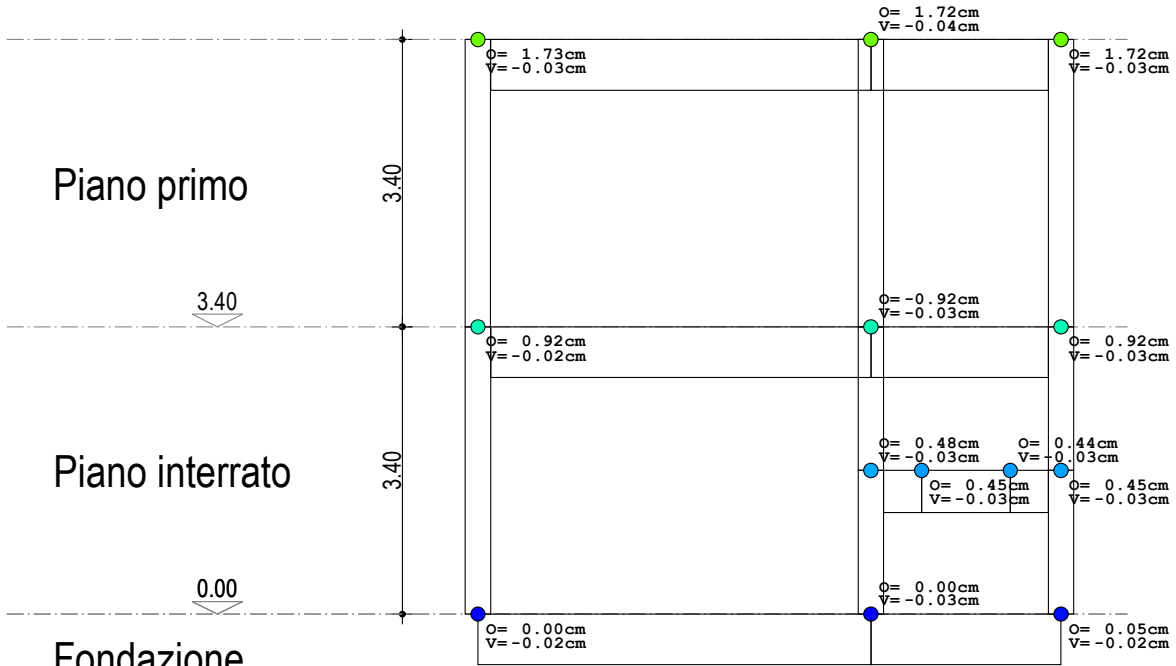 O= 1.72cm
V=-0.04cm
O= 1.73cm
V=-0.03cm
O= 1.72cm
V=-0.03cm
Piano primo
3.40
3.40
O=-0.92cm
V=-0.03cm
O= 0.92cm
V=-0.02cm
O= 0.92cm
V=-0.03cm
Piano interrato
3.40
O= 0.48cm
V=-0.03cm
O= 0.44cm
V=-0.03cm
O= 0.45cm
V=-0.03cm
O= 0.45cm
V=-0.03cm
0.00
O= 0.00cm
V=-0.03cm
O= 0.00cm
V=-0.02cm
O= 0.05cm
V=-0.02cm
Fondazione